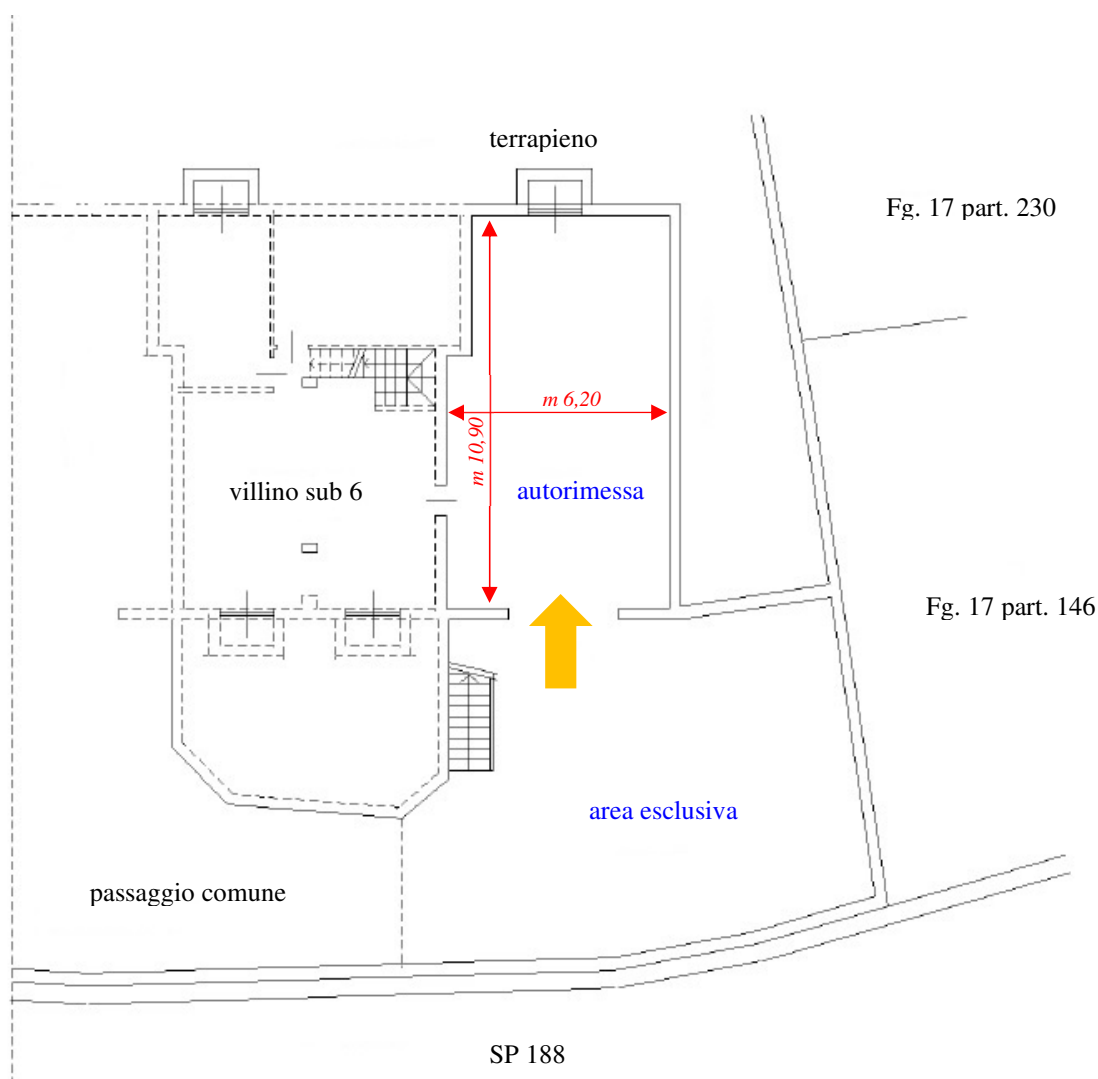 terrapieno
Fg. 17 part. 230
m 6,20
m 10,90
villino sub 6
autorimessa
Fg. 17 part. 146
area esclusiva
passaggio comune
SP 188